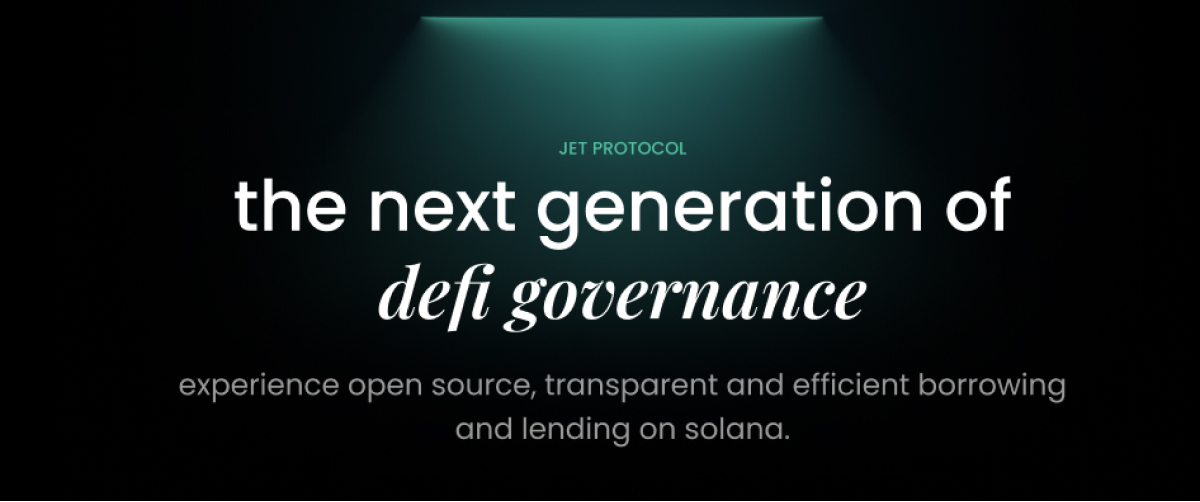 JET PROTOCOL
the next generation of
defi governance
experience open source, transparent and efficient borrowing
and lending on solana.